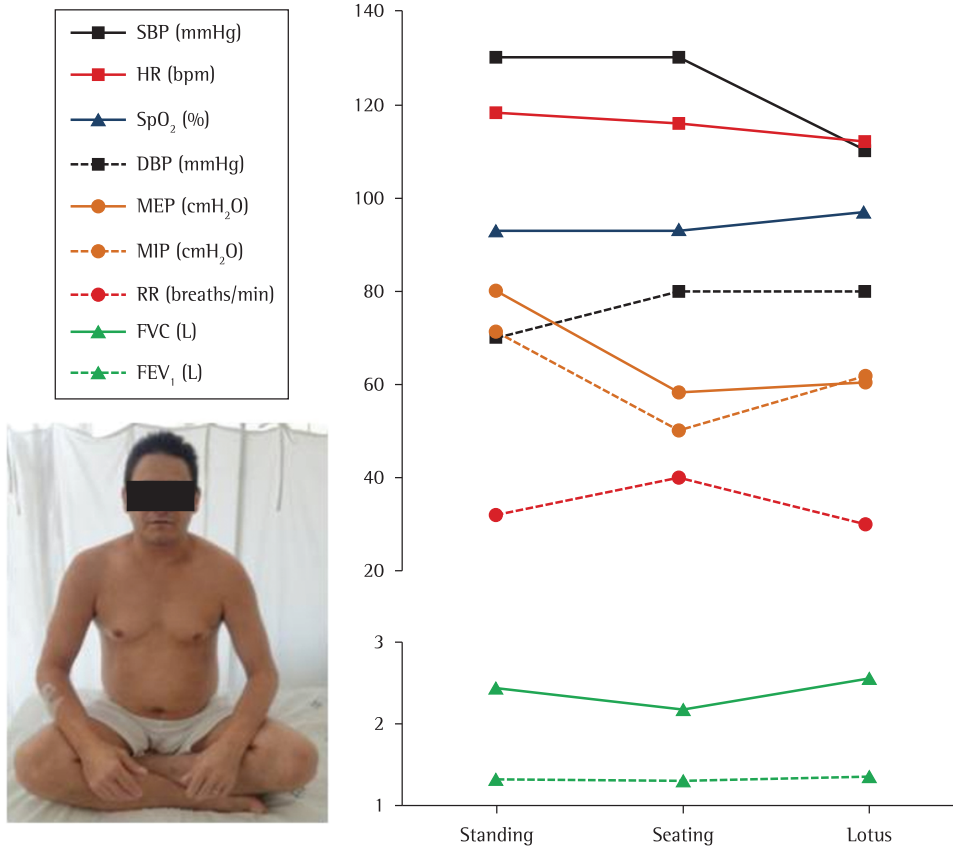 SBP (mmHg)
HR (bpm)
SpO₂ (%)
DBP (mmHg)
MEP (cmH₂O)
MIP (cmH₂O)
RR (breaths/min)
FVC (L)
FEV₁ (L)
140
120
100
80
60
40
20
3
2
1
Standing Seating Lotus